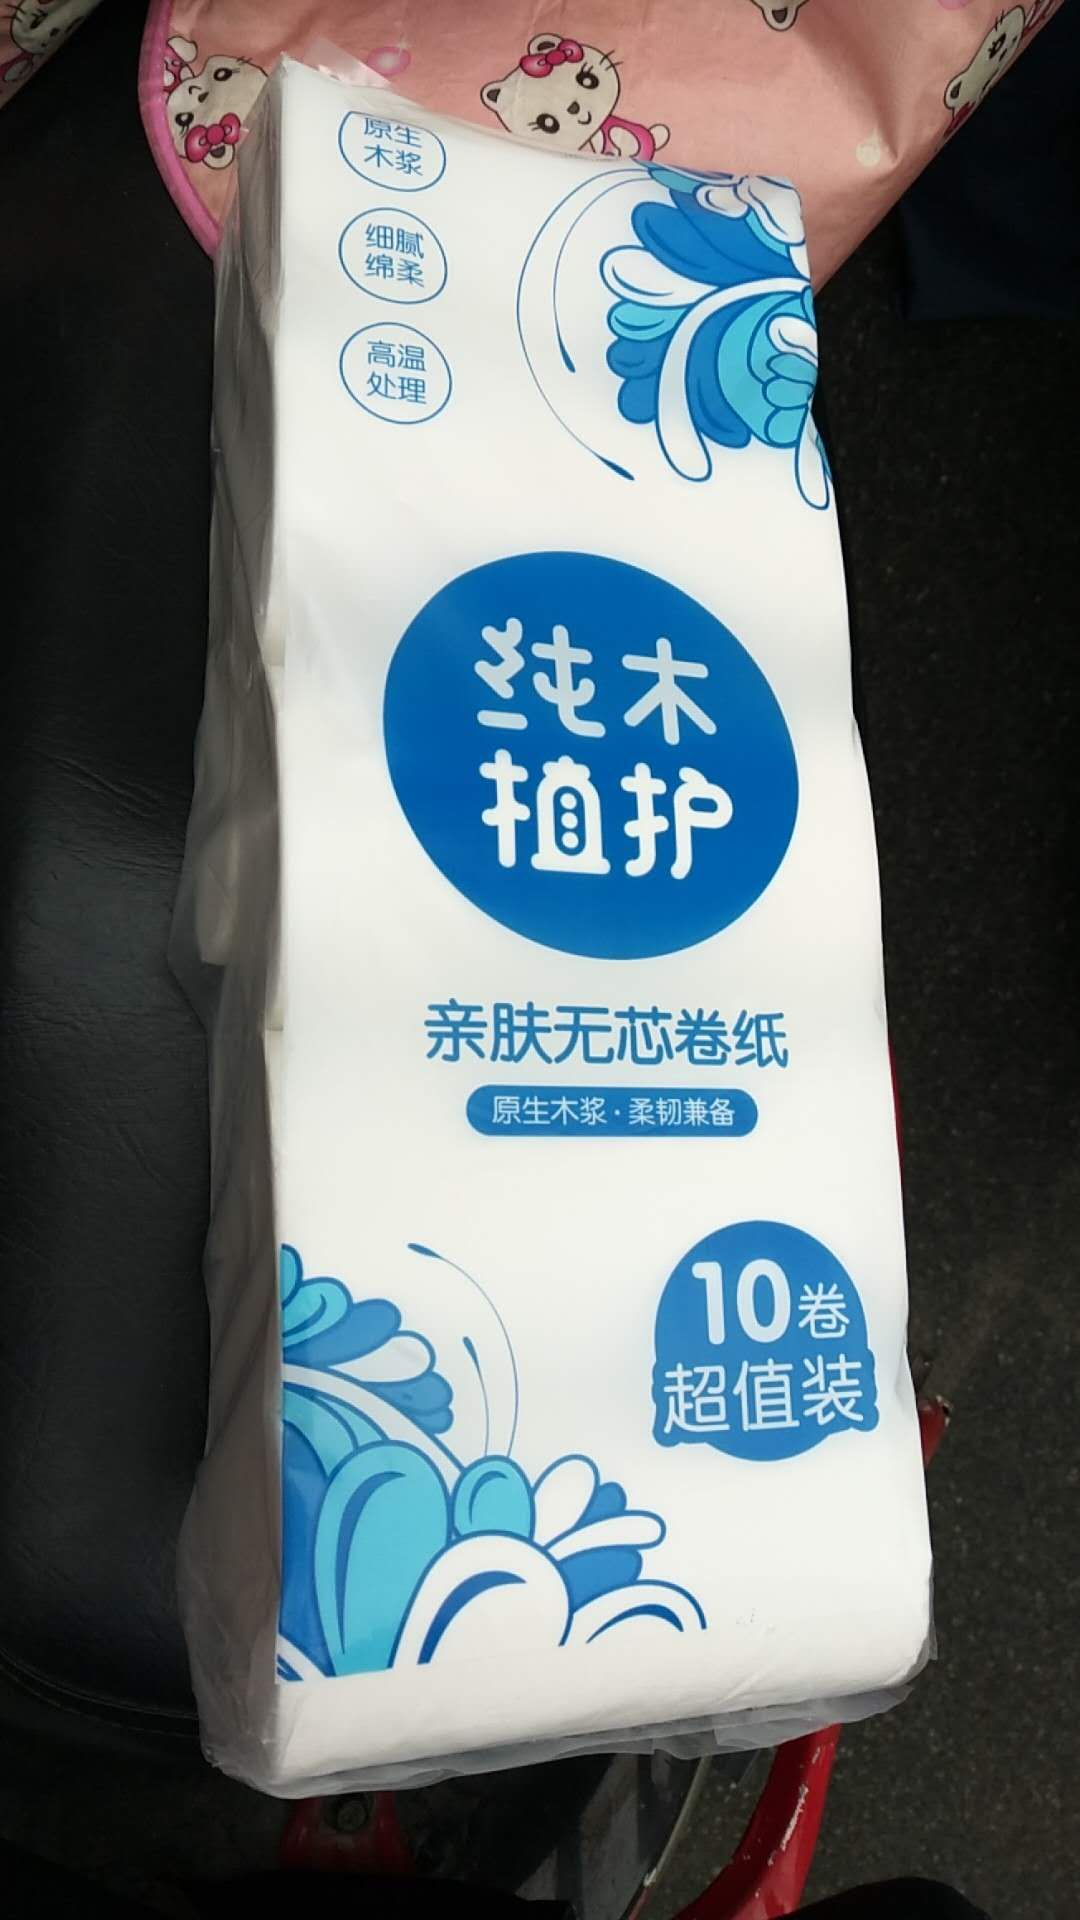 原生
木浆
细腻
绵柔
高温
处理
纯木
植护
亲肤无芯卷纸
原生木浆·柔韧兼备
10卷
超值装